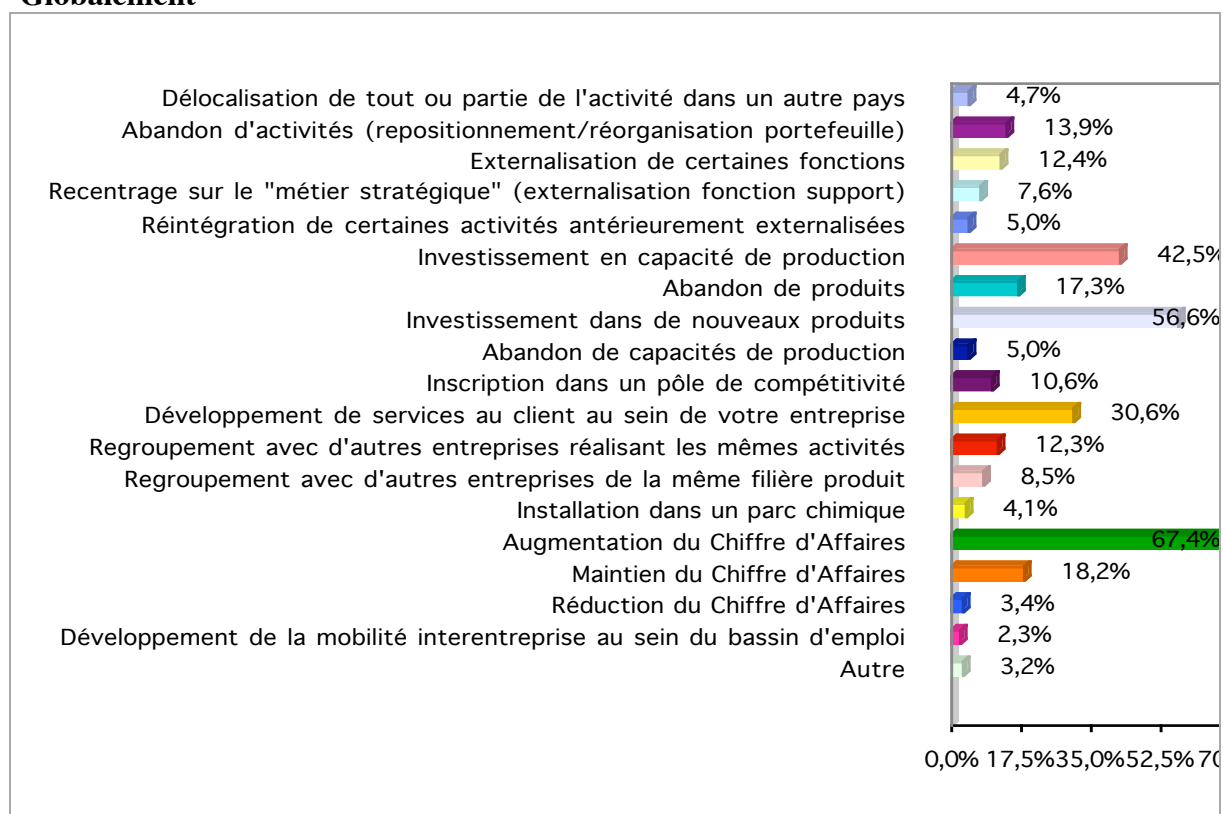 Globalement
Délocalisation de tout ou partie de l'activité dans un autre pays 4,7%
Abandon d'activités (repositionnement/réorganisation portefeuille) 13,9%
Externalisation de certaines fonctions 12,4%
Recentrage sur le "métier stratégique" (externalisation fonction support) 7,6%
Réintégration de certaines activités antérieurement externalisées 5,0%
Investissement en capacité de production 42,5%
Abandon de produits 17,3%
Investissement dans de nouveaux produits 56,6%
Abandon de capacités de production 5,0%
Inscription dans un pôle de compétitivité 10,6%
Développement de services au client au sein de votre entreprise 30,6%
Regroupement avec d'autres entreprises réalisant les mêmes activités 12,3%
Regroupement avec d'autres entreprises de la même filière produit 8,5%
Installation dans un parc chimique 4,1%
Augmentation du Chiffre d'Affaires 67,4%
Maintien du Chiffre d'Affaires 18,2%
Réduction du Chiffre d'Affaires 3,4%
Développement de la mobilité interentreprise au sein du bassin d'emploi 2,3%
Autre 3,2%
0,0% 17,5% 35,0% 52,5%